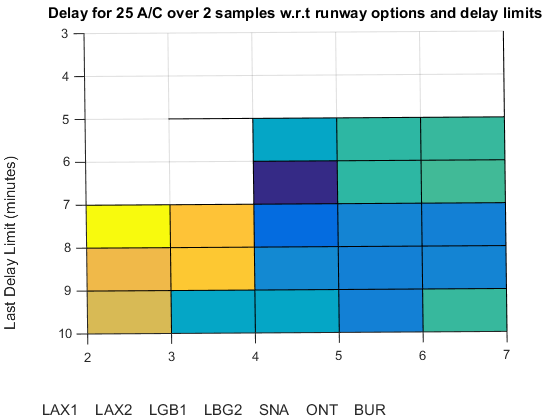 Delay for 25 A/C over 2 samples w.r.t runway options and delay limits
3
4
5
6
7
8
9
10
Last Delay Limit (minutes)
2 3 4 5 6 7
LAX1 LAX2 LGB1 LBG2 SNA ONT BUR